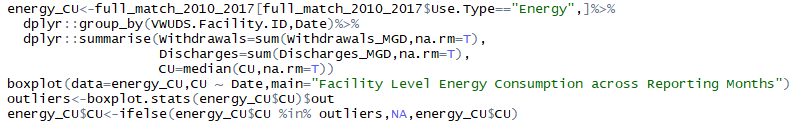 energy_CU<-full_match_2010_2017[full_match_2010_2017$Use.Type=="Energy",]%>%
dplyr::group_by(VWUDS.Facility.ID,Date)%>%
dplyr::summarise(Withdrawals=sum(Withdrawals_MGD,na.rm=T),
Discharges=sum(Discharges_MGD,na.rm=T),
CU=median(CU,na.rm=T))
boxplot(data=energy_CU,CU ~ Date,main="Facility Level Energy Consumption across Reporting Months")
outliers<-boxplot.stats(energy_CU$CU)$out
energy_CU$CU<-ifelse(energy_CU$CU %in% outliers,NA,energy_CU$CU)